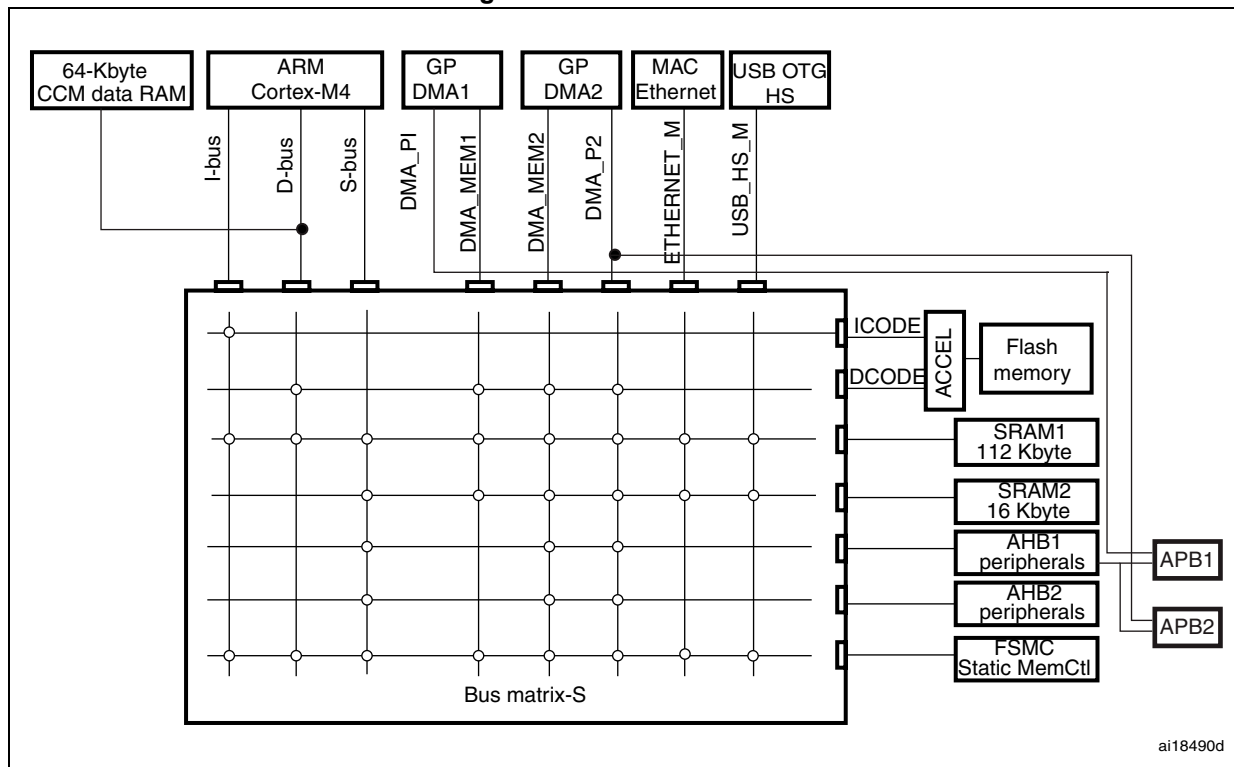 64-Kbyte
CCM data RAM
ARM
Cortex-M4
GP
DMA1
GP
DMA2
MAC
Ethernet
USB OTG
HS
I-bus
D-bus
S-bus
DMA_PI
DMA_MEM1
DMA_MEM2
DMA_P2
ETHERNET_M
USB_HS_M
ICODE
DCODE
ACCEL
Flash
memory
SRAM1
112 Kbyte
SRAM2
16 Kbyte
AHB1
peripherals
AHB2
peripherals
FSMC
Static MemCtl
APB1
APB2
Bus matrix-S
ai18490d